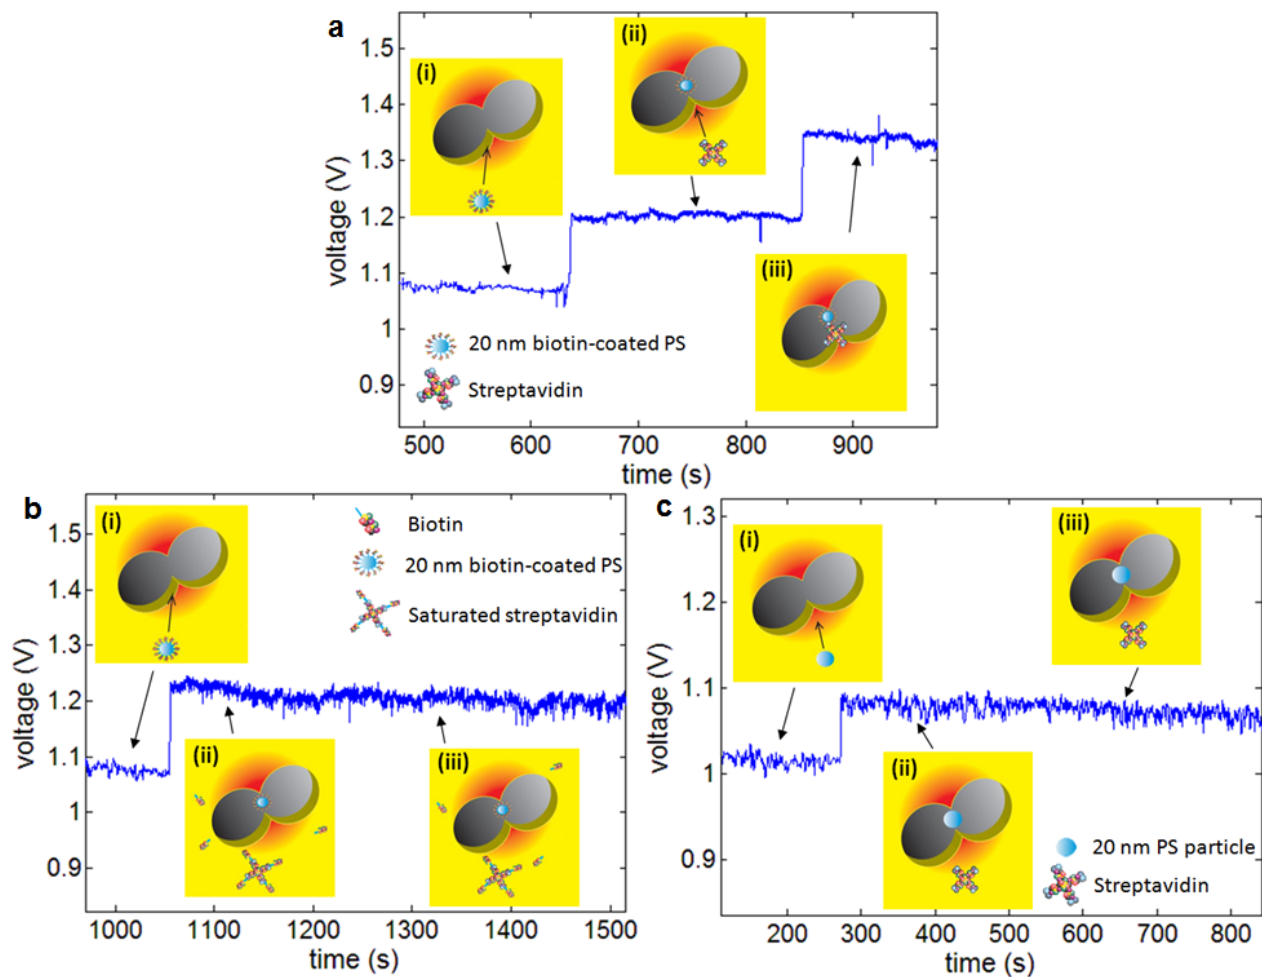 a
voltage (V)
1.5
1.4
1.3
1.2
1.1
1
0.9
(i)
(ii)
(iii)
20 nm biotin-coated PS
Streptavidin
500 600 700 800 900
time (s)
b
voltage (V)
1.5
1.4
1.3
1.2
1.1
1
0.9
(i)
Biotin
20 nm biotin-coated PS
Saturated streptavidin
(ii)
(iii)
1000 1100 1200 1300 1400 1500
time (s)
c
voltage (V)
1.3
1.2
1.1
1
0.9
(i)
(iii)
(ii)
20 nm PS particle
Streptavidin
200 300 400 500 600 700 800
time (s)